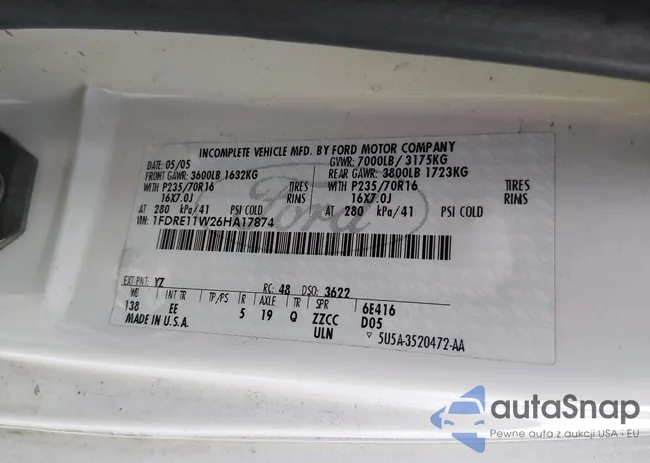 INCOMPLETE VEHICLE MFD. BY FORD MOTOR COMPANY
DATE: 05/05 GVWR: 7000LB/ 3175KG
FRONT GAWR: 3600LB 1632KG REAR GAWR: 3800LB 1723KG
WITH P235/70R16 TIRES WITH P235/70R16 TIRES
16X7.0J RIMS 16X7.0J RIMS
AT 280 kPa/41 PSI COLD AT 280 kPa/41 PSI COLD
1FDRE11W26HA17874
Ford
EXT PNT: YZ RC: 48 DSO: 3622
WB INT TR TP/PS R AXLE TR SPR 6E416
138 EE 5 19 Q ZZCC D05
MADE IN U.S.A. ULN ▽ 5U5A-3520472-AA
autoSnap
Pewne auta z aukcji USA i EU